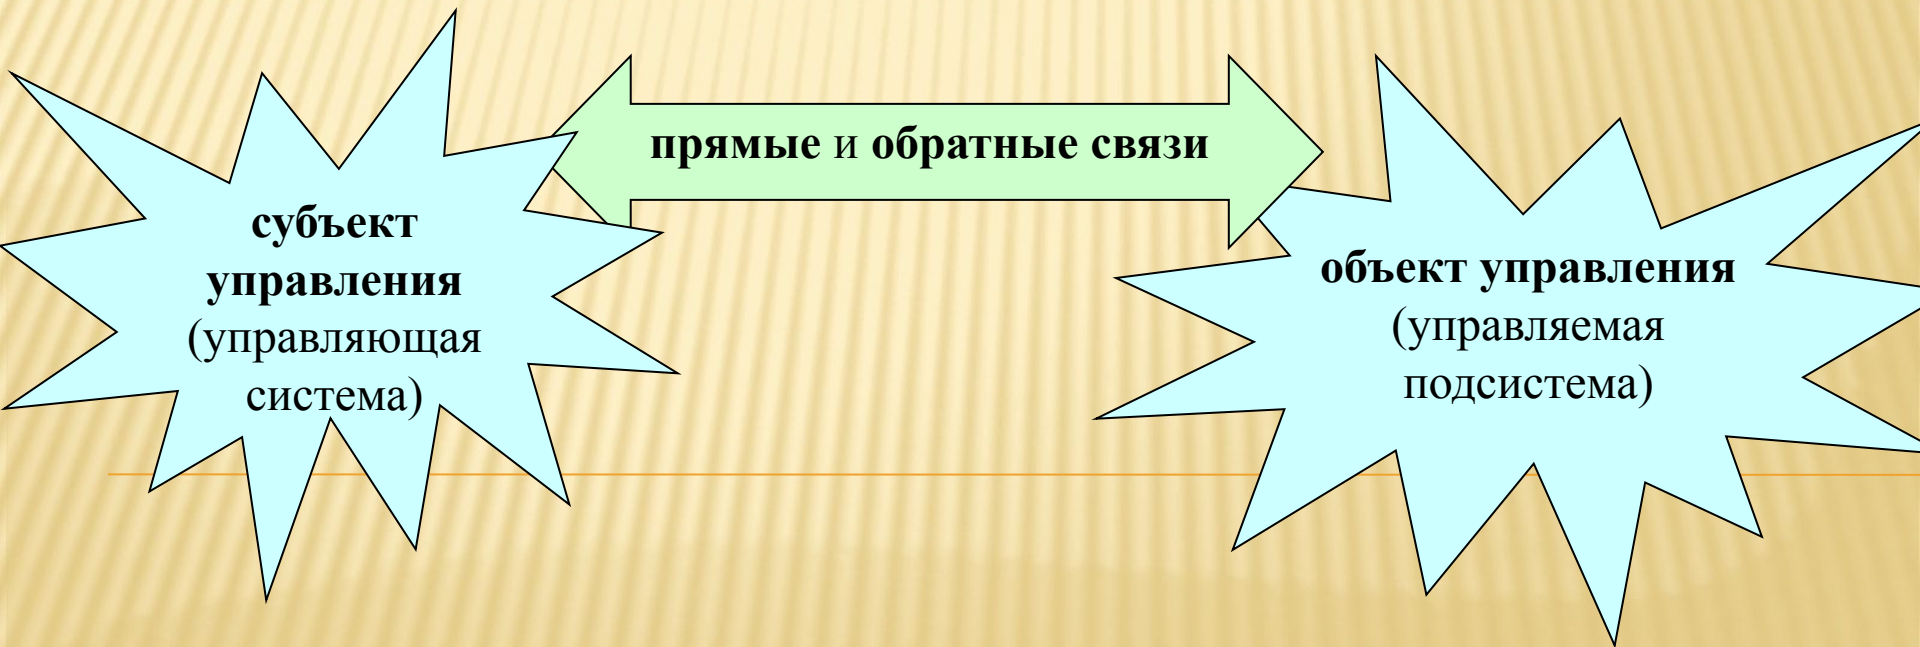 прямые и обратные связи
субъект
управления
(управляющая
система)
объект управления
(управляемая
подсистема)